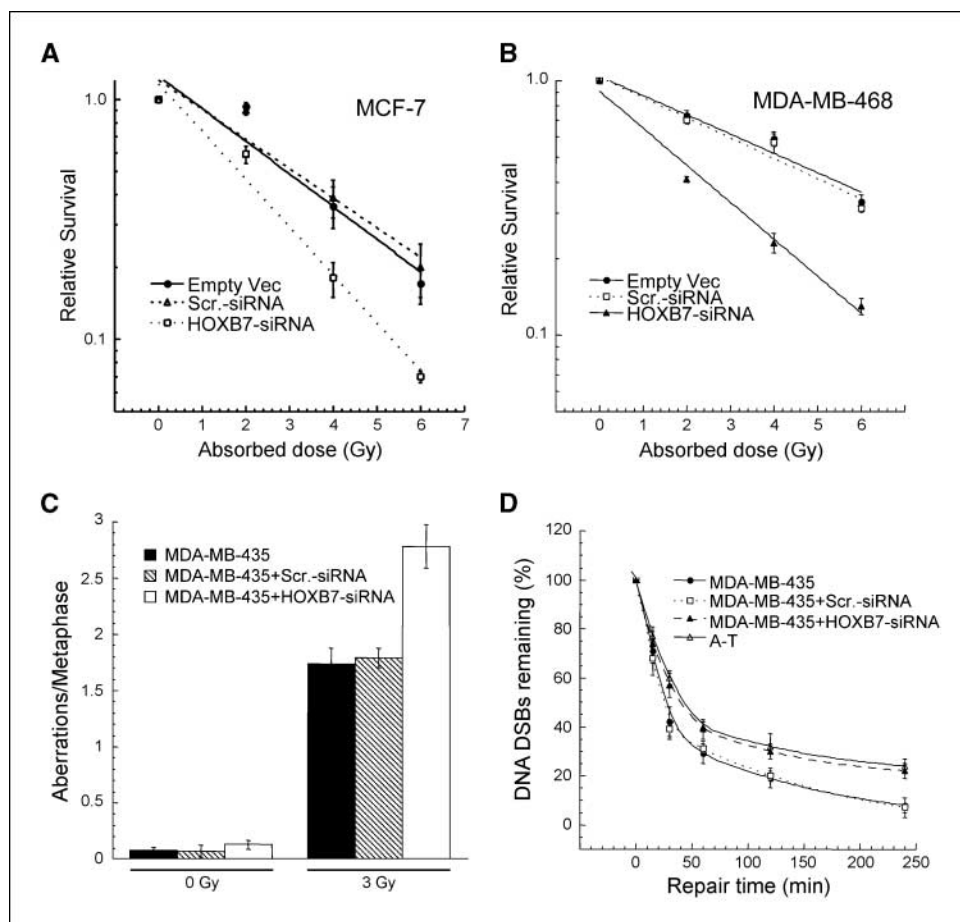 A
MCF-7
Relative Survival
1.0
0.1
Empty Vec
Scr.-siRNA
HOXB7-siRNA
0 1 2 3 4 5 6 7
Absorbed dose (Gy)
B
MDA-MB-468
Relative Survival
1.0
0.1
Empty Vec
Scr.-siRNA
HOXB7-siRNA
0 1 2 3 4 5 6
Absorbed dose (Gy)
C
Aberrations/Metaphase
3
2.5
2
1.5
1
0.5
0
MDA-MB-435
MDA-MB-435+Scr.-siRNA
MDA-MB-435+HOXB7-siRNA
0 Gy 3 Gy
D
DNA DSBs remaining (%)
120
100
80
60
40
20
0
MDA-MB-435
MDA-MB-435+Scr.-siRNA
MDA-MB-435+HOXB7-siRNA
A-T
0 50 100 150 200 250
Repair time (min)